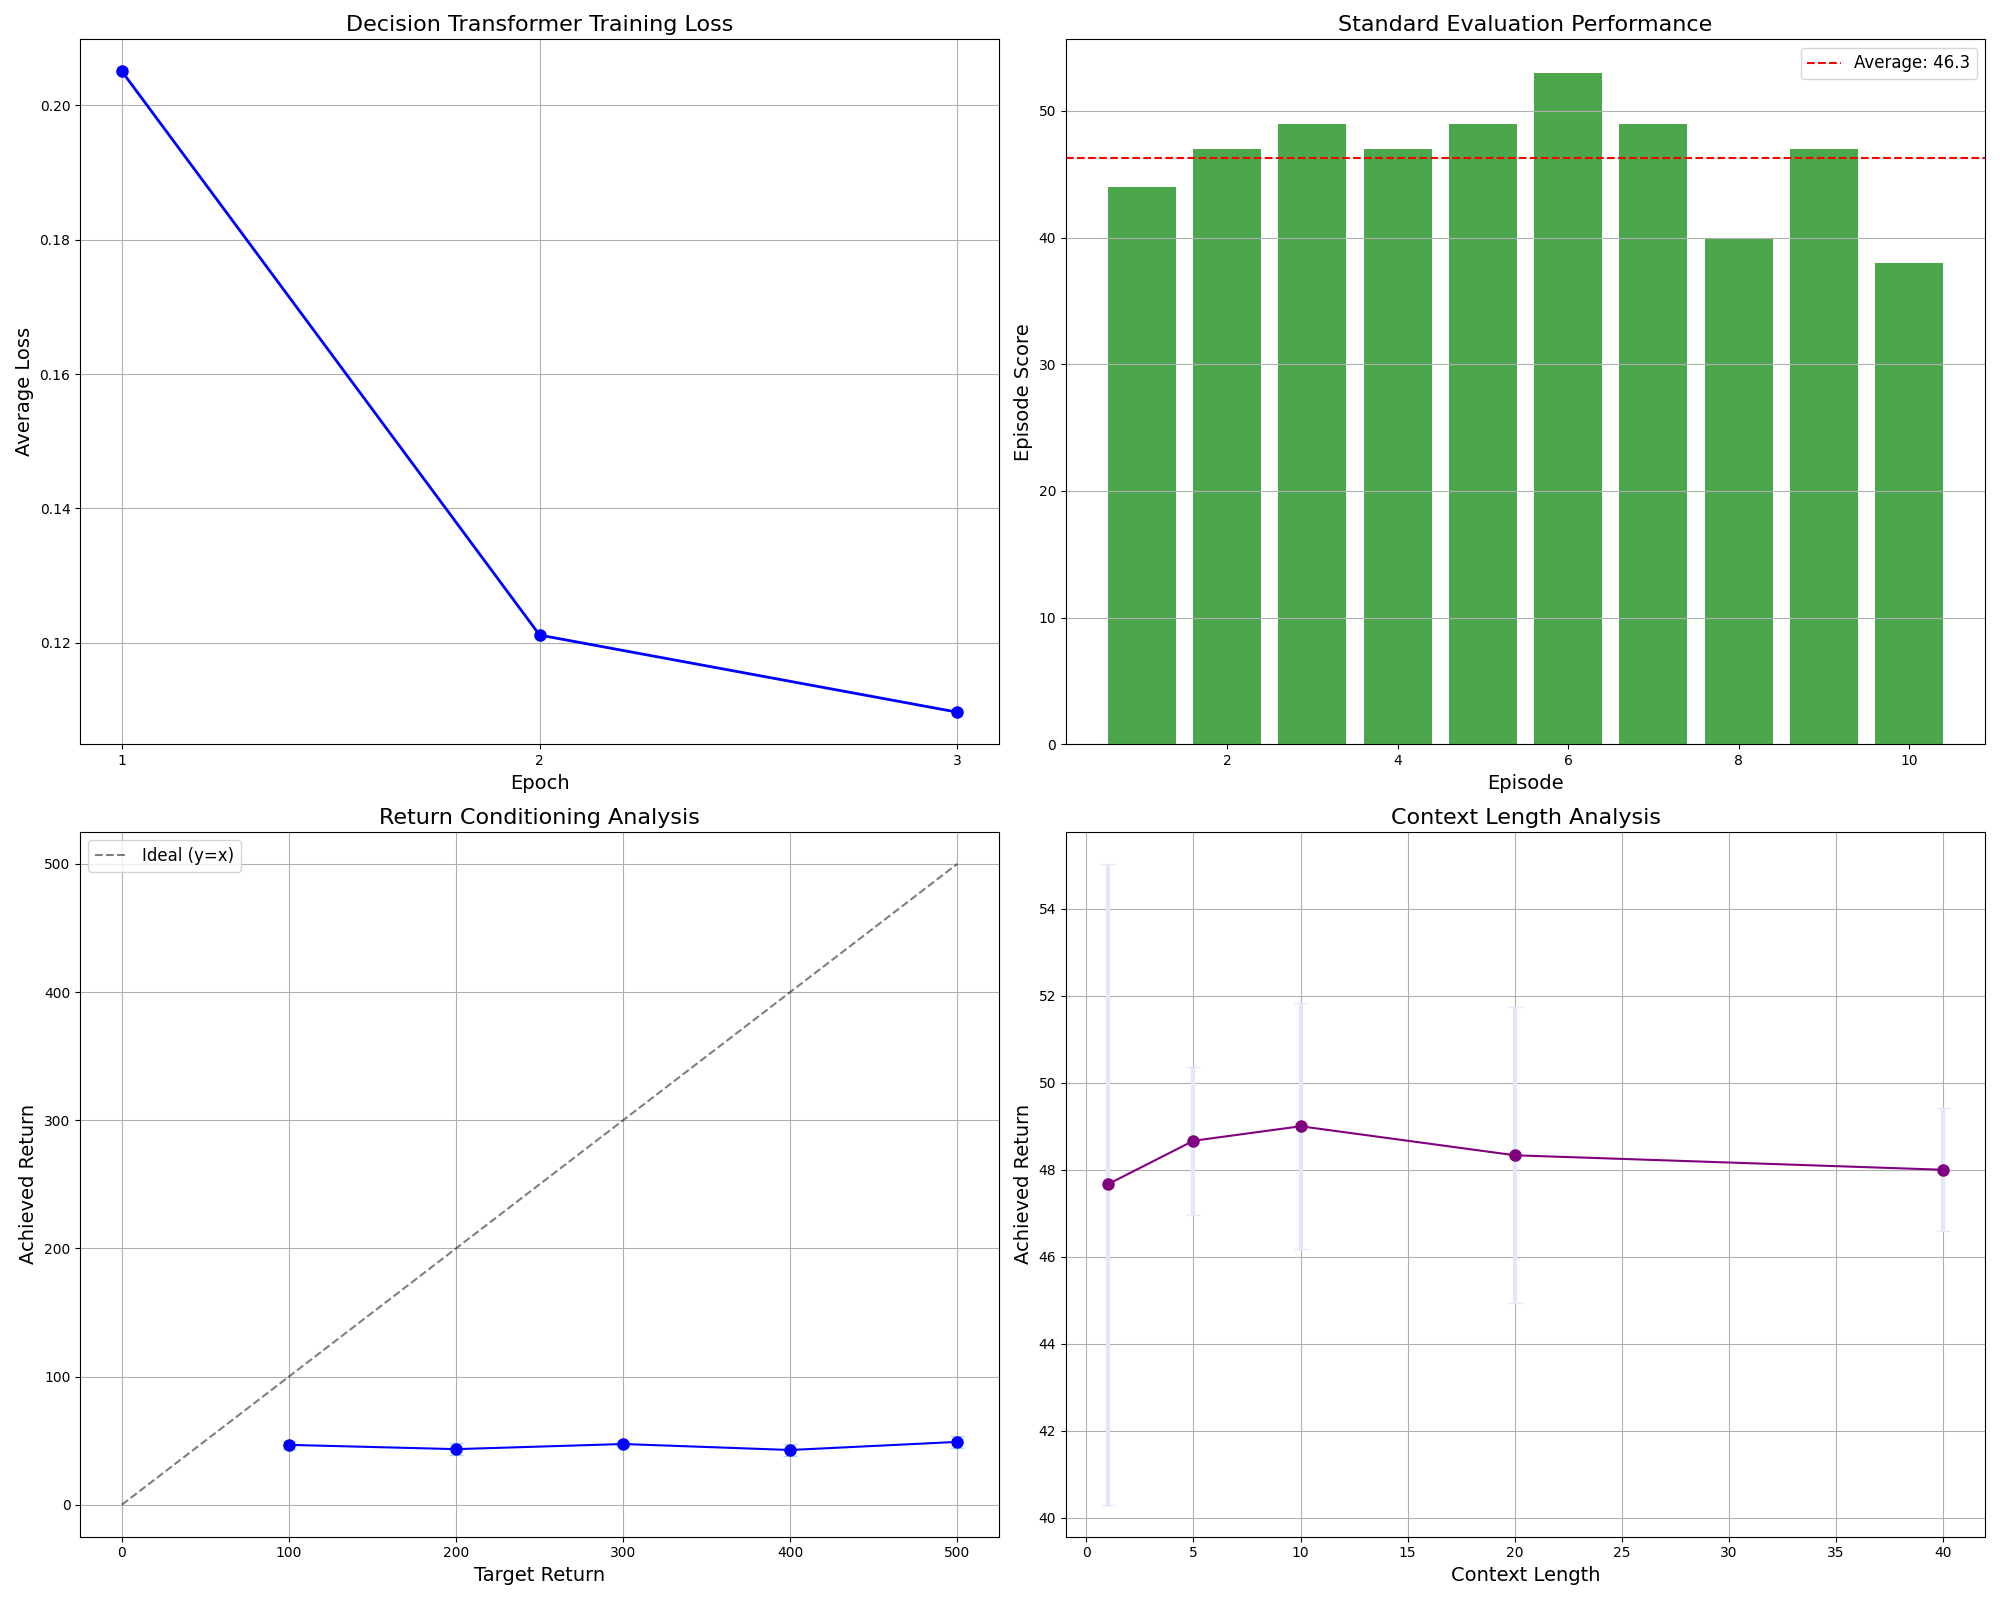 Decision Transformer Training Loss
0.20
0.18
0.16
0.14
0.12
Average Loss
1 2 3
Epoch
Standard Evaluation Performance
Average: 46.3
50
40
30
20
10
0
Episode Score
2 4 6 8 10
Episode
Return Conditioning Analysis
Ideal (y=x)
500
400
300
200
100
0
Achieved Return
0 100 200 300 400 500
Target Return
Context Length Analysis
54
52
50
48
46
44
42
40
Achieved Return
0 5 10 15 20 25 30 35 40
Context Length